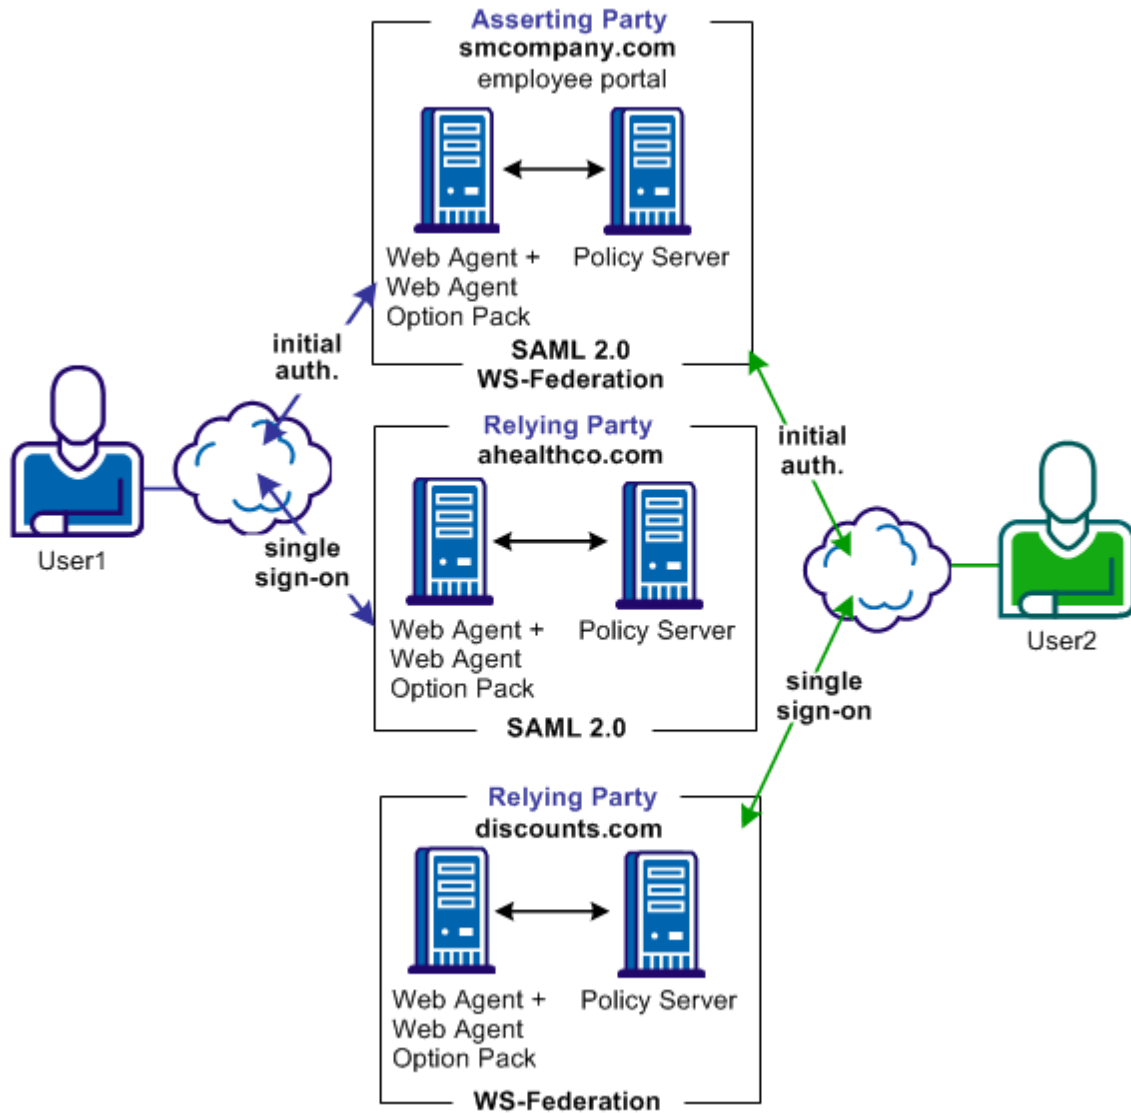 Asserting Party
smcompany.com
employee portal
Web Agent +
Web Agent
Option Pack
Policy Server
SAML 2.0
WS-Federation
initial
auth.
User1
single
sign-on
Relying Party
ahealthco.com
Web Agent +
Web Agent
Option Pack
Policy Server
SAML 2.0
initial
auth.
User2
single
sign-on
Relying Party
discounts.com
Web Agent +
Web Agent
Option Pack
Policy Server
WS-Federation